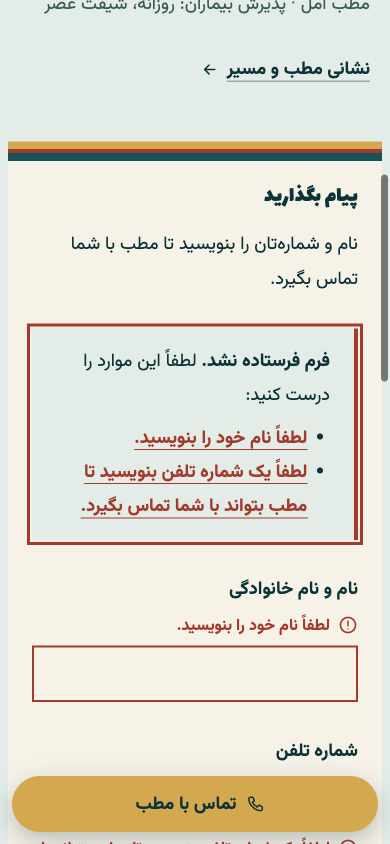 مطب آمل · پذیرش بیماران: روزانه، شیفت عصر
نشانی مطب و مسیر ←
پیام بگذارید
نام و شماره‌تان را بنویسید تا مطب با شما
تماس بگیرد.
فرم فرستاده نشد. لطفاً این موارد را
درست کنید:
• لطفاً نام خود را بنویسید.
• لطفاً یک شماره تلفن بنویسید تا
مطب بتواند با شما تماس بگیرد.
نام و نام خانوادگی
لطفاً نام خود را بنویسید.
شماره تلفن
تماس با مطب